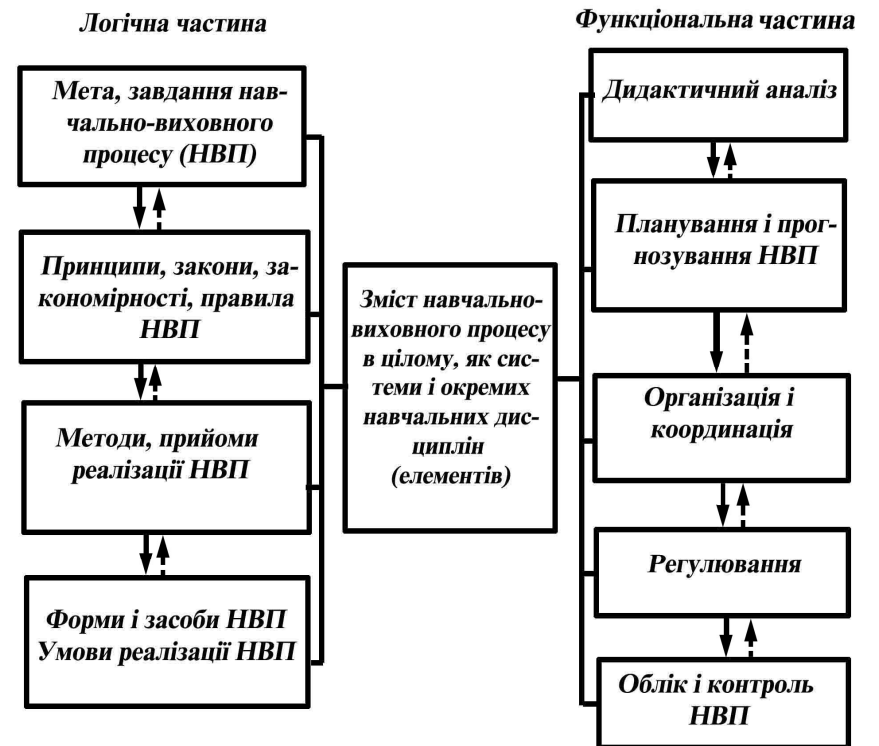 Логічна частина
Мета, завдання нав-
чально-виховного
процесу (НВП)
Принципи, закони, за-
кономірності, правила
НВП
Методи, прийоми
реалізації НВП
Форми і засоби НВП
Умови реалізації НВП
Зміст навчально-
виховного процесу
в цілому, як сис-
теми і окремих
навчальних дис-
циплін
(елементів)
Функціональна частина
Дидактичний аналіз
Планування і прог-
нозування НВП
Організація і
координація
Регулювання
Облік і контроль
НВП